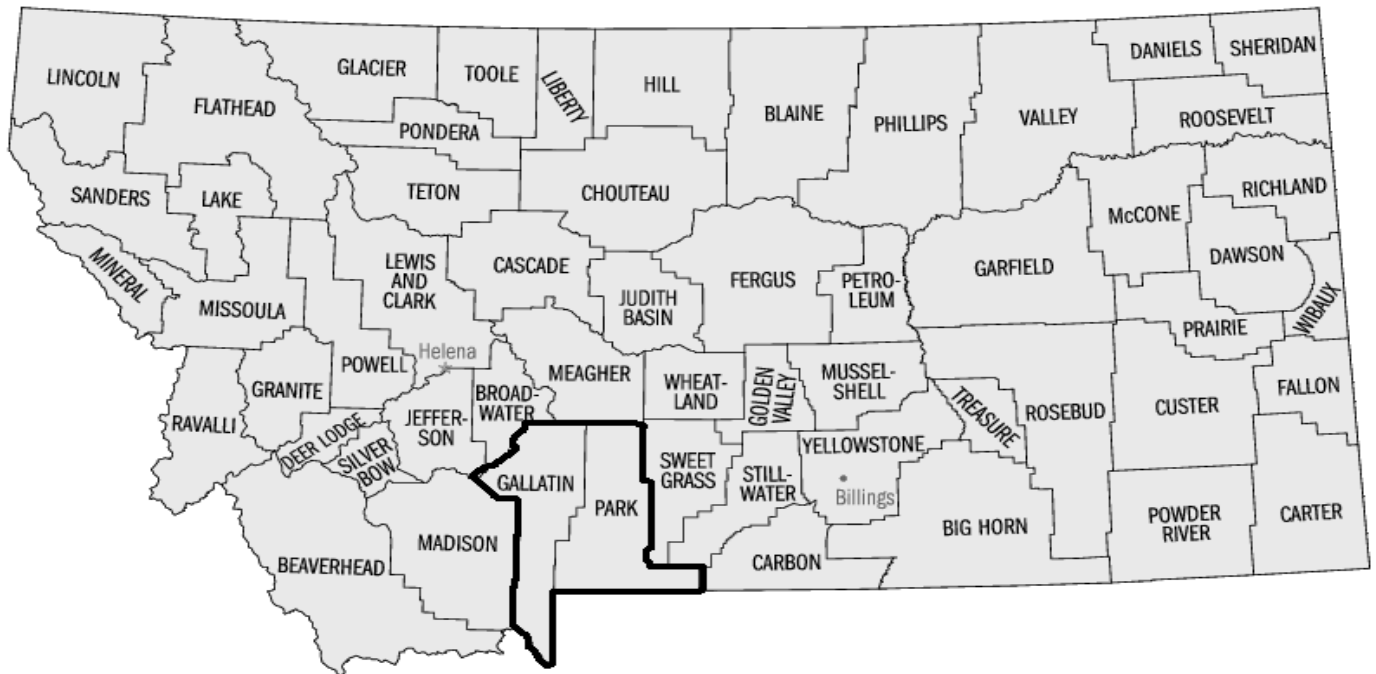 DANIELS
SHERIDAN
GLACIER
TOOLE
LIBERTY
HILL
LINCOLN
FLATHEAD
BLAINE
PHILLIPS
VALLEY
ROOSEVELT
PONDERA
SANDERS
LAKE
TETON
CHOUTEAU
McCONE
RICHLAND
MINERAL
MISSOULA
LEWIS
AND
CLARK
CASCADE
JUDITH
BASIN
FERGUS
PETRO-
LEUM
GARFIELD
DAWSON
WIBAUX
PRAIRIE
POWELL
Helena
GRANITE
RAVALLI
DEER LODGE
SILVER
BOW
JEFFER-
SON
BROAD-
WATER
MEAGHER
WHEAT-
LAND
GOLDEN
VALLEY
MUSSEL-
SHELL
TREASURE
ROSEBUD
CUSTER
FALLON
GALLATIN
PARK
SWEET
GRASS
STILL-
WATER
YELLOWSTONE
Billings
BIG HORN
POWDER
RIVER
CARTER
BEAVERHEAD
MADISON
CARBON